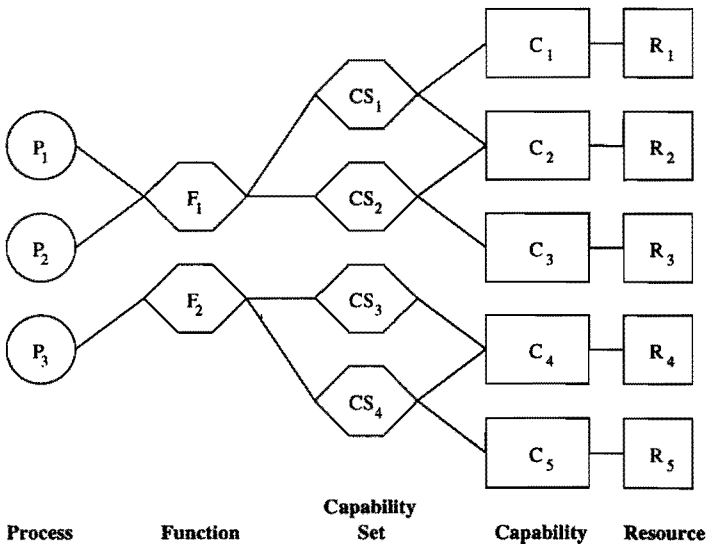 C1 R1
CS1
P1 C2 R2
F1 CS2
P2 C3 R3
F2 CS3
P3 C4 R4
CS4
C5 R5
Process Function Capability Set Capability Resource